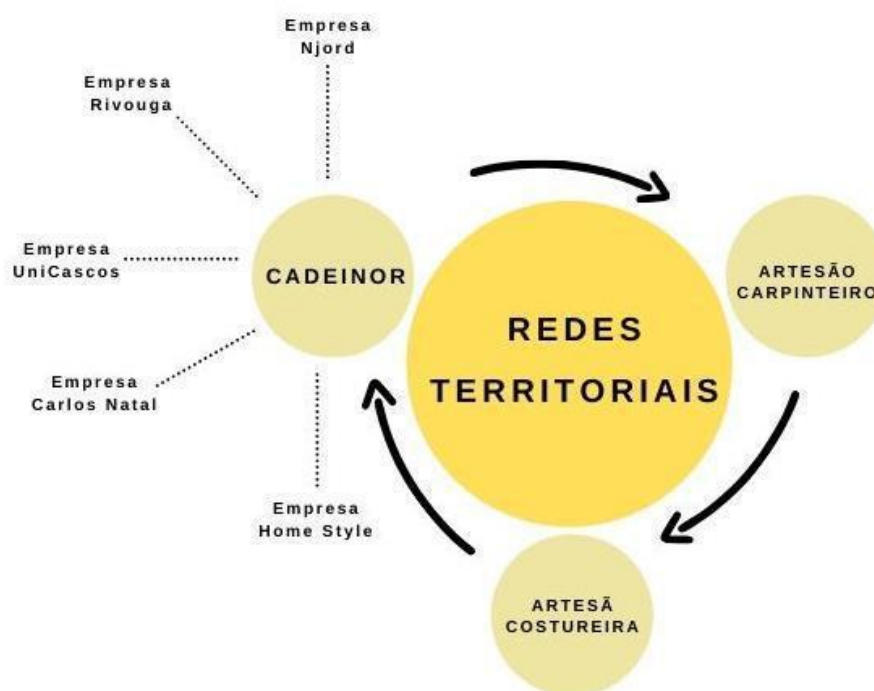 Empresa
Njord
Empresa
Rivouga
Empresa
UniCascos
CADEINOR
ARTESÃO
CARPINTEIRO
REDES
TERRITORIAIS
Empresa
Carlos Natal
Empresa
Home Style
ARTESÃ
COSTUREIRA